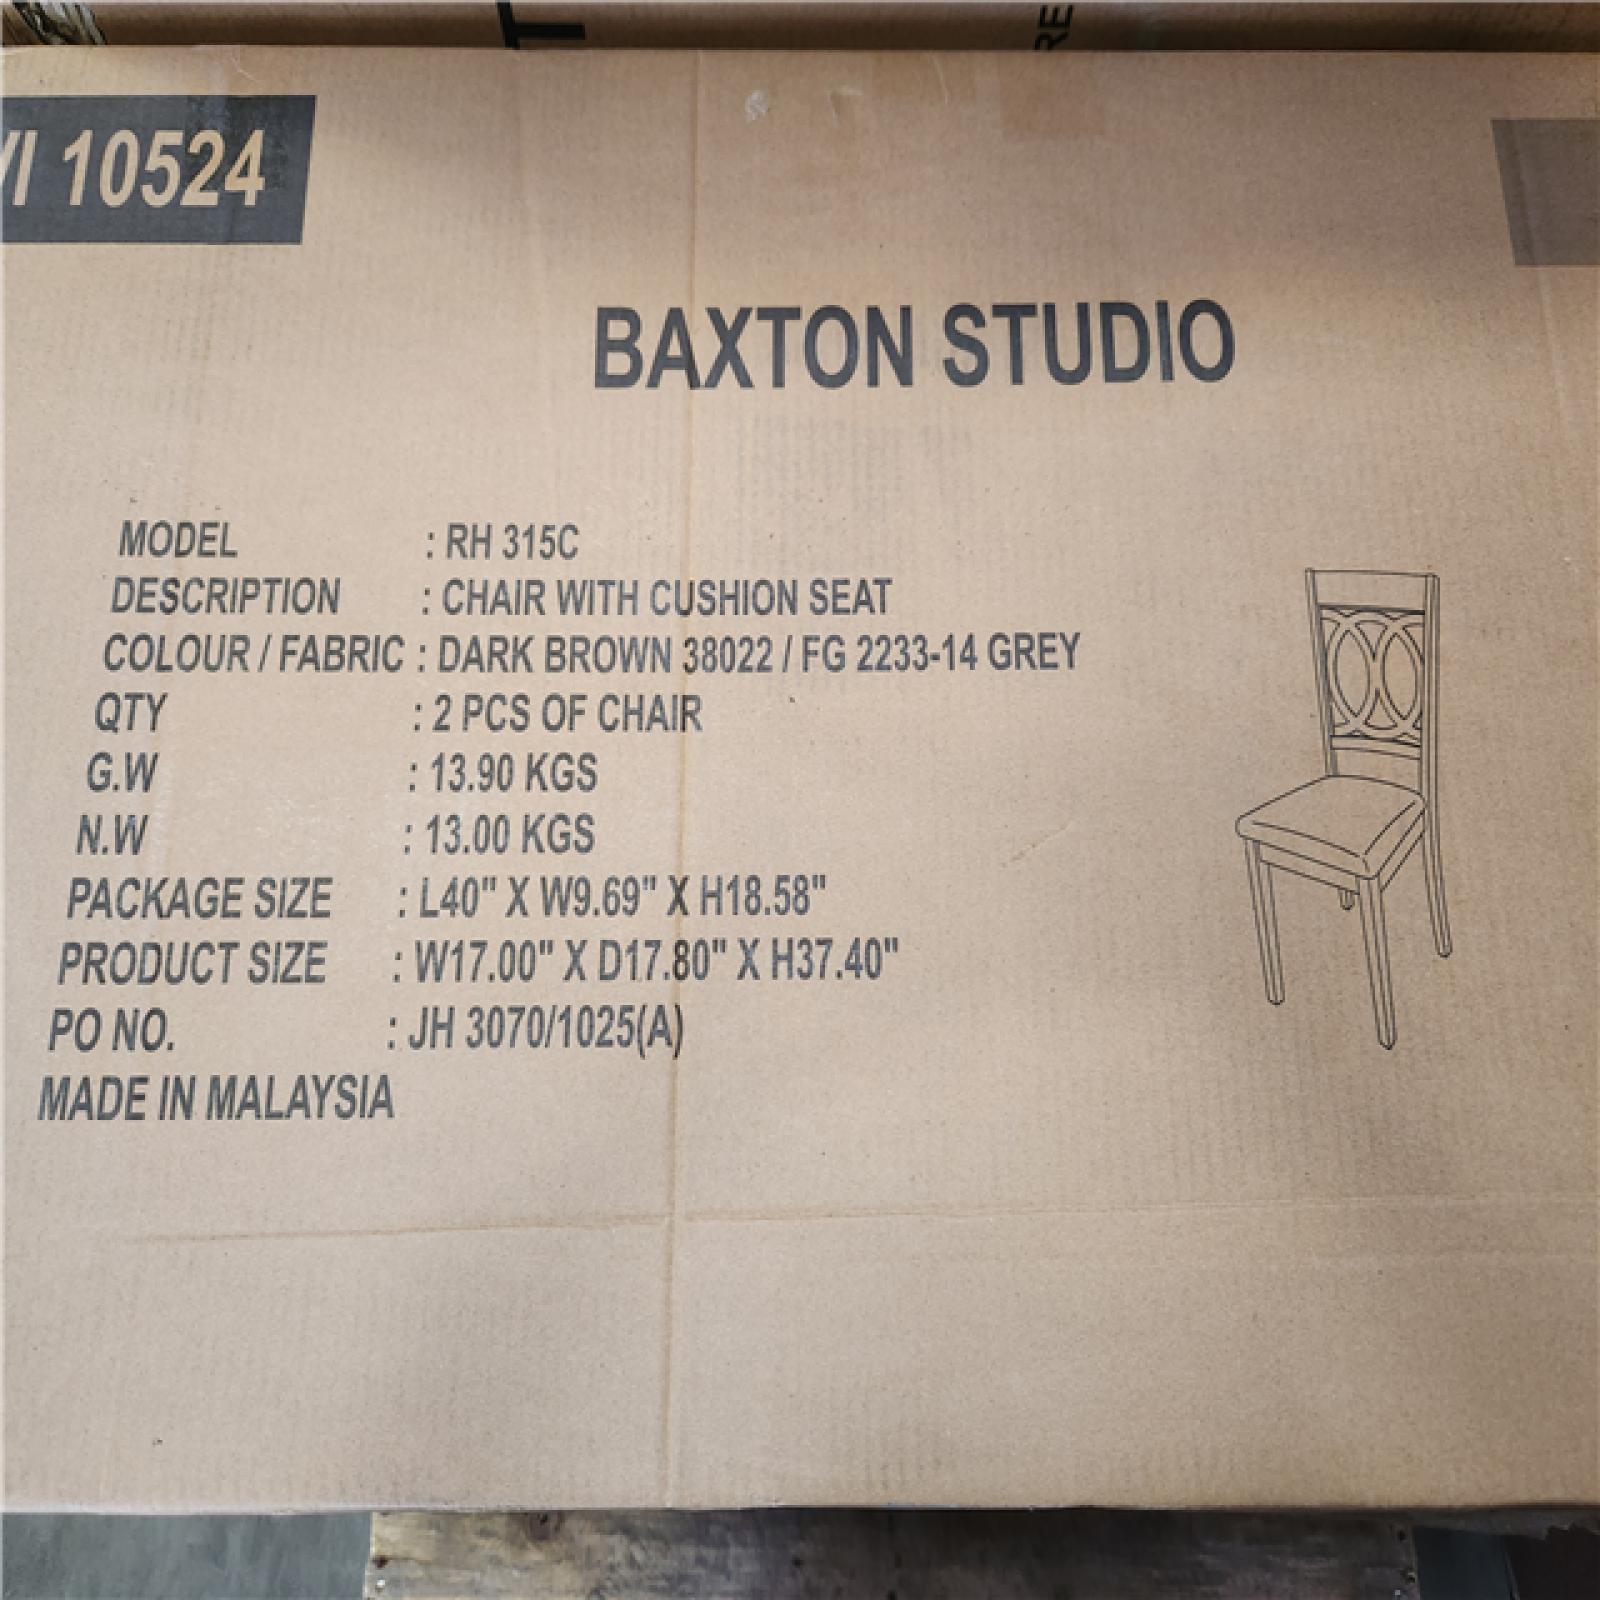 RE
10524
BAXTON STUDIO
MODEL : RH 315C
DESCRIPTION : CHAIR WITH CUSHION SEAT
COLOUR / FABRIC : DARK BROWN 38022 / FG 2233-14 GREY
QTY : 2 PCS OF CHAIR
G.W : 13.90 KGS
N.W : 13.00 KGS
PACKAGE SIZE : L40" X W9.69" X H18.58"
PRODUCT SIZE : W17.00" X D17.80" X H37.40"
PO NO. : JH 3070/1025(A)
MADE IN MALAYSIA